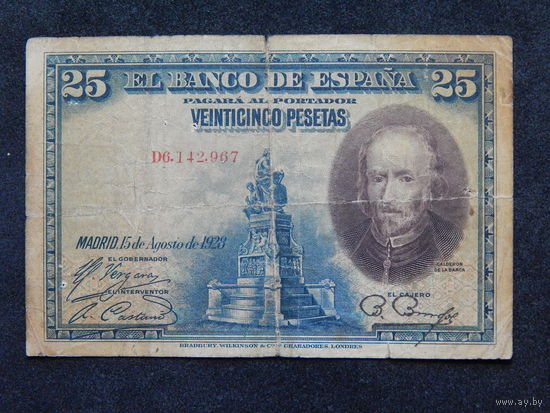 25 EL BANCO DE ESPAÑA 25
PAGARÁ AL PORTADOR
VEINTICINCO PESETAS
D6.142,967
MADRID, 15 de Agosto de 1928
EL GOBERNADOR
CALDERÓN
DE LA BARCA
EL INTERVENTOR
EL CAJERO
BRADBURY, WILKINSON & Cº GRABADORES, LONDRES
www.ay.by